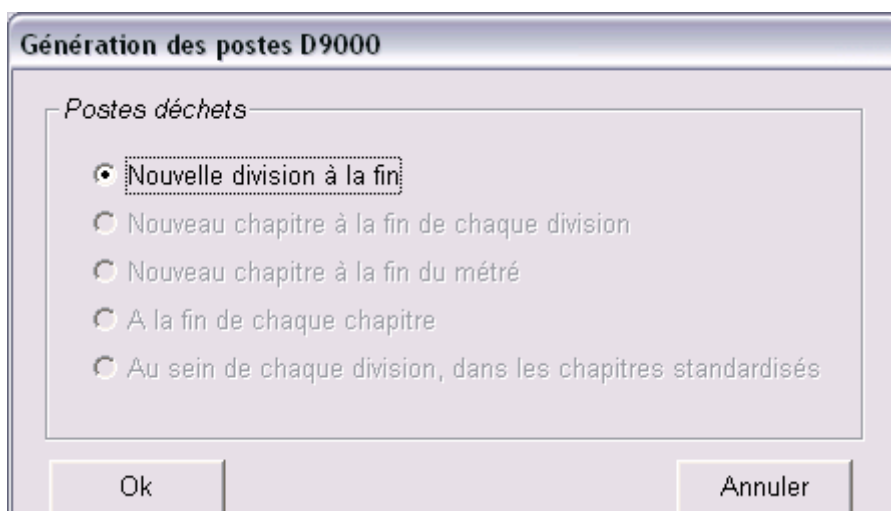 Génération des postes D9000
Postes déchets
Nouvelle division à la fin
Nouveau chapitre à la fin de chaque division
Nouveau chapitre à la fin du métré
A la fin de chaque chapitre
Au sein de chaque division, dans les chapitres standardisés
Ok
Annuler